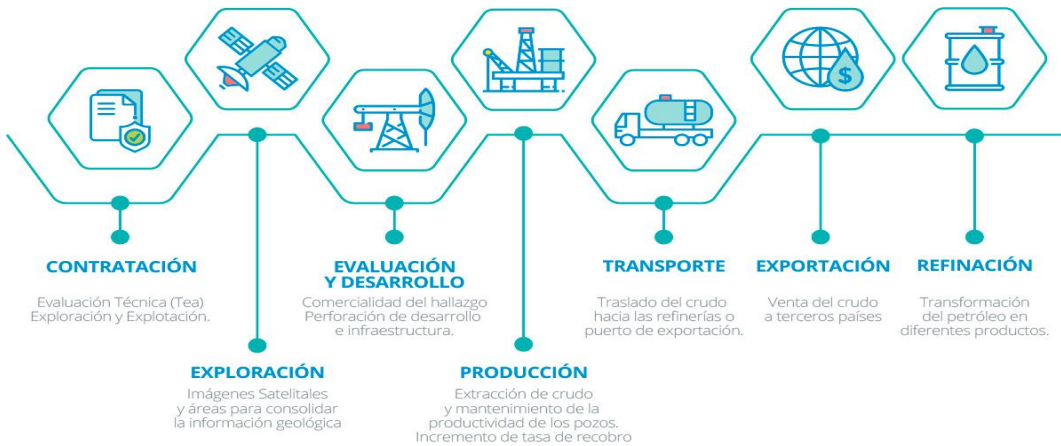 $
CONTRATACIÓN
Evaluación Técnica (Tea)
Exploración y Explotación.
EXPLORACIÓN
Imágenes Satelitales
y áreas para consolidar
la información geológica
EVALUACIÓN
Y DESARROLLO
Comercialidad del hallazgo
Perforación de desarrollo
e infraestructura.
PRODUCCIÓN
Extracción de crudo
y mantenimiento de la
productividad de los pozos.
Incremento de tasa de recobro
TRANSPORTE
Traslado del crudo
hacia las refinerías o
puerto de exportación.
EXPORTACIÓN
Venta del crudo
a terceros países
REFINACIÓN
Transformación
del petróleo en
diferentes productos.